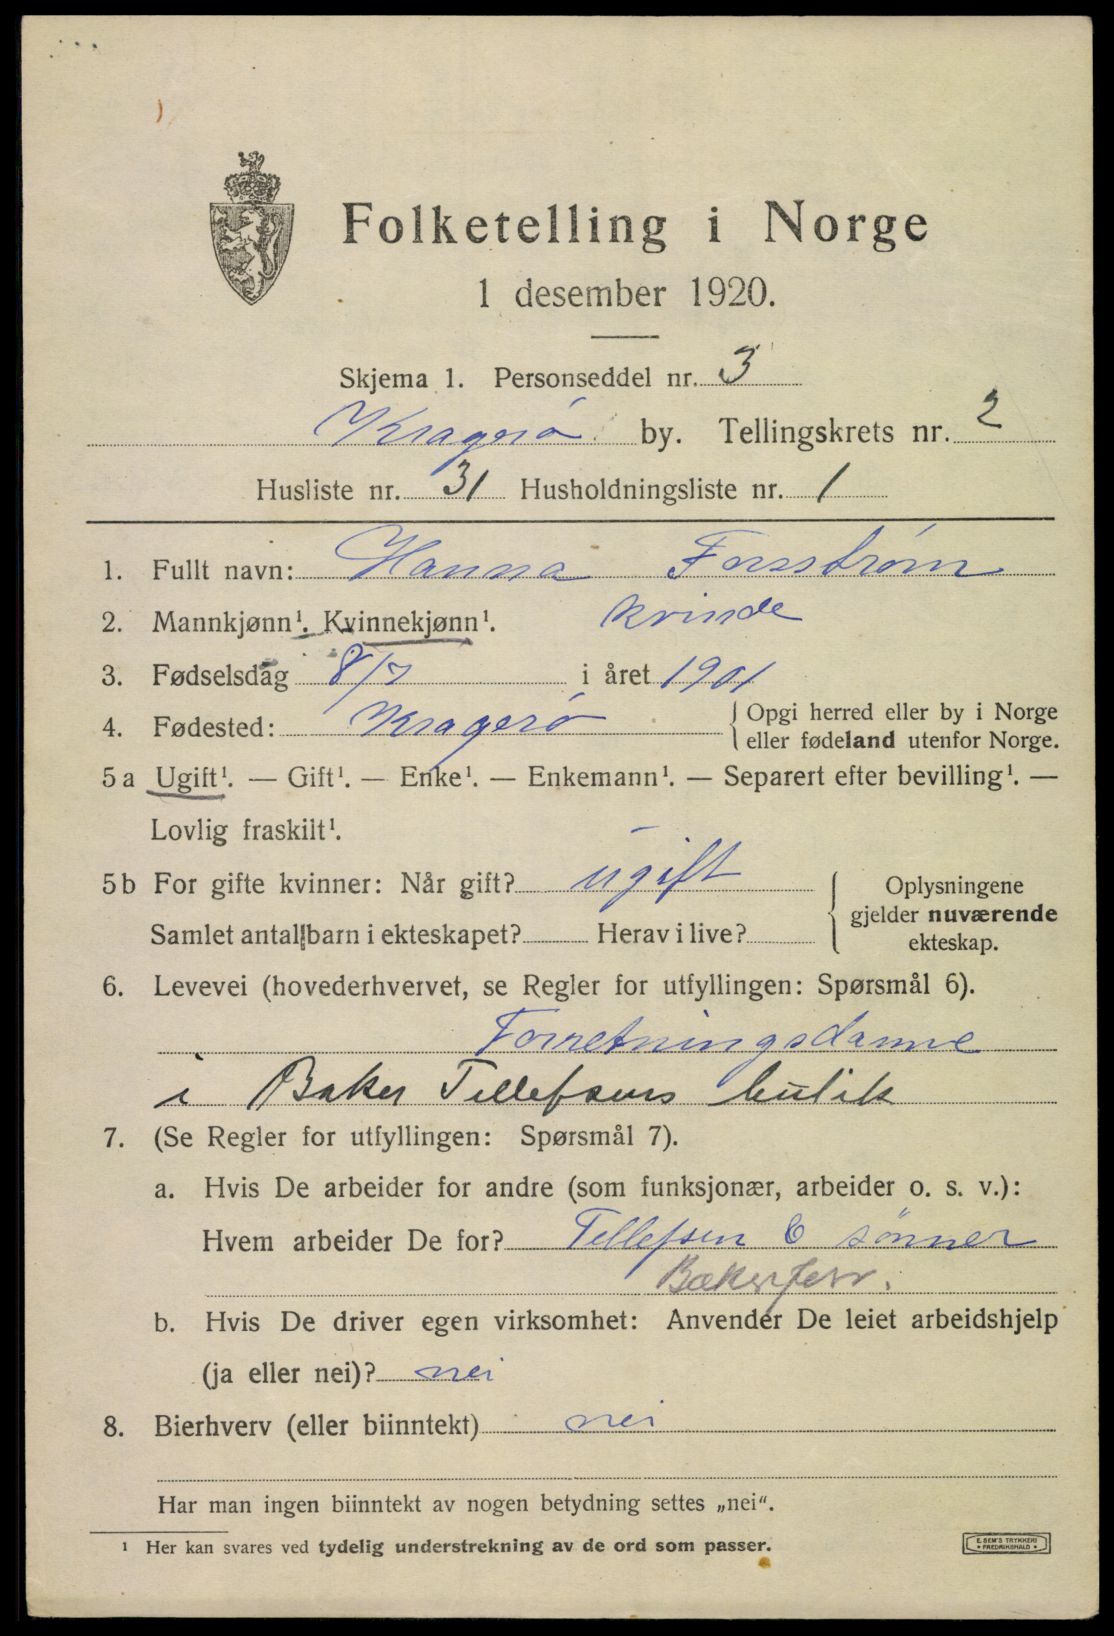 Folketelling i Norge
1 desember 1920.
Skjema 1. Personseddel nr. 3
Kragerø by. Tellingskrets nr. 2
Husliste nr. 31 Husholdningsliste nr. 1
1. Fullt navn: Hanna Forsstrøm
2. Mannkjønn¹. Kvinnekjønn¹. kvinde
3. Fødselsdag 8/7 i året 1901
4. Fødested: Kragerø { Opgi herred eller by i Norge
eller fødeland utenfor Norge.
5a Ugift¹. — Gift¹. — Enke¹. — Enkemann¹. — Separert efter bevilling¹. —
Lovlig fraskilt¹.
5b For gifte kvinner: Når gift? ugift { Oplysningene
gjelder nuværende
Samlet antall barn i ekteskapet? Herav i live?
ekteskap.
6. Levevei (hovederhvervet, se Regler for utfyllingen: Spørsmål 6).
Forretningsdamme
i Baker Tellefsens butik
7. (Se Regler for utfyllingen: Spørsmål 7).
a. Hvis De arbeider for andre (som funksjonær, arbeider o. s. v.):
Hvem arbeider De for? Tellefsen & sønner
Bakerforr.
b. Hvis De driver egen virksomhet: Anvender De leiet arbeidshjelp
(ja eller nei)? nei
8. Bierhverv (eller biinntekt) nei
Har man ingen biinntekt av nogen betydning settes „nei“.
¹ Her kan svares ved tydelig understrekning av de ord som passer.
E. SEM'S TRYKKERI
• FREDRIKSHALD •